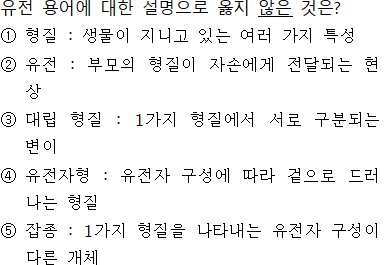 유전 용어에 대한 설명으로 옳지 않은 것은?
① 형질 : 생물이 지니고 있는 여러 가지 특성
② 유전 : 부모의 형질이 자손에게 전달되는 현
상
③ 대립 형질 : 1가지 형질에서 서로 구분되는
변이
④ 유전자형 : 유전자 구성에 따라 겉으로 드러
나는 형질
⑤ 잡종 : 1가지 형질을 나타내는 유전자 구성이
다른 개체